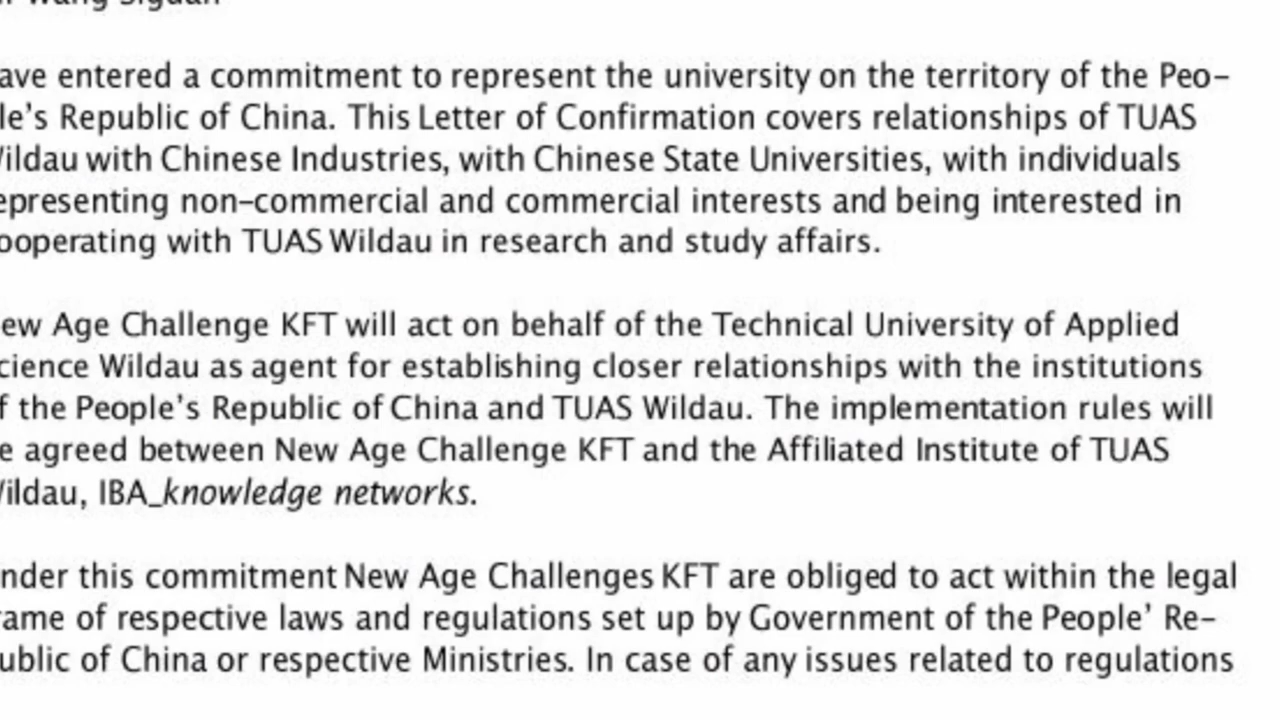 Wang Siguan
ave entered a commitment to represent the university on the territory of the Peo-
le's Republic of China. This Letter of Confirmation covers relationships of TUAS
ildau with Chinese Industries, with Chinese State Universities, with individuals
epresenting non-commercial and commercial interests and being interested in
ooperating with TUAS Wildau in research and study affairs.
ew Age Challenge KFT will act on behalf of the Technical University of Applied
cience Wildau as agent for establishing closer relationships with the institutions
f the People's Republic of China and TUAS Wildau. The implementation rules will
e agreed between New Age Challenge KFT and the Affiliated Institute of TUAS
ildau, IBA_knowledge networks.
nder this commitment New Age Challenges KFT are obliged to act within the legal
rame of respective laws and regulations set up by Government of the People' Re-
ublic of China or respective Ministries. In case of any issues related to regulations